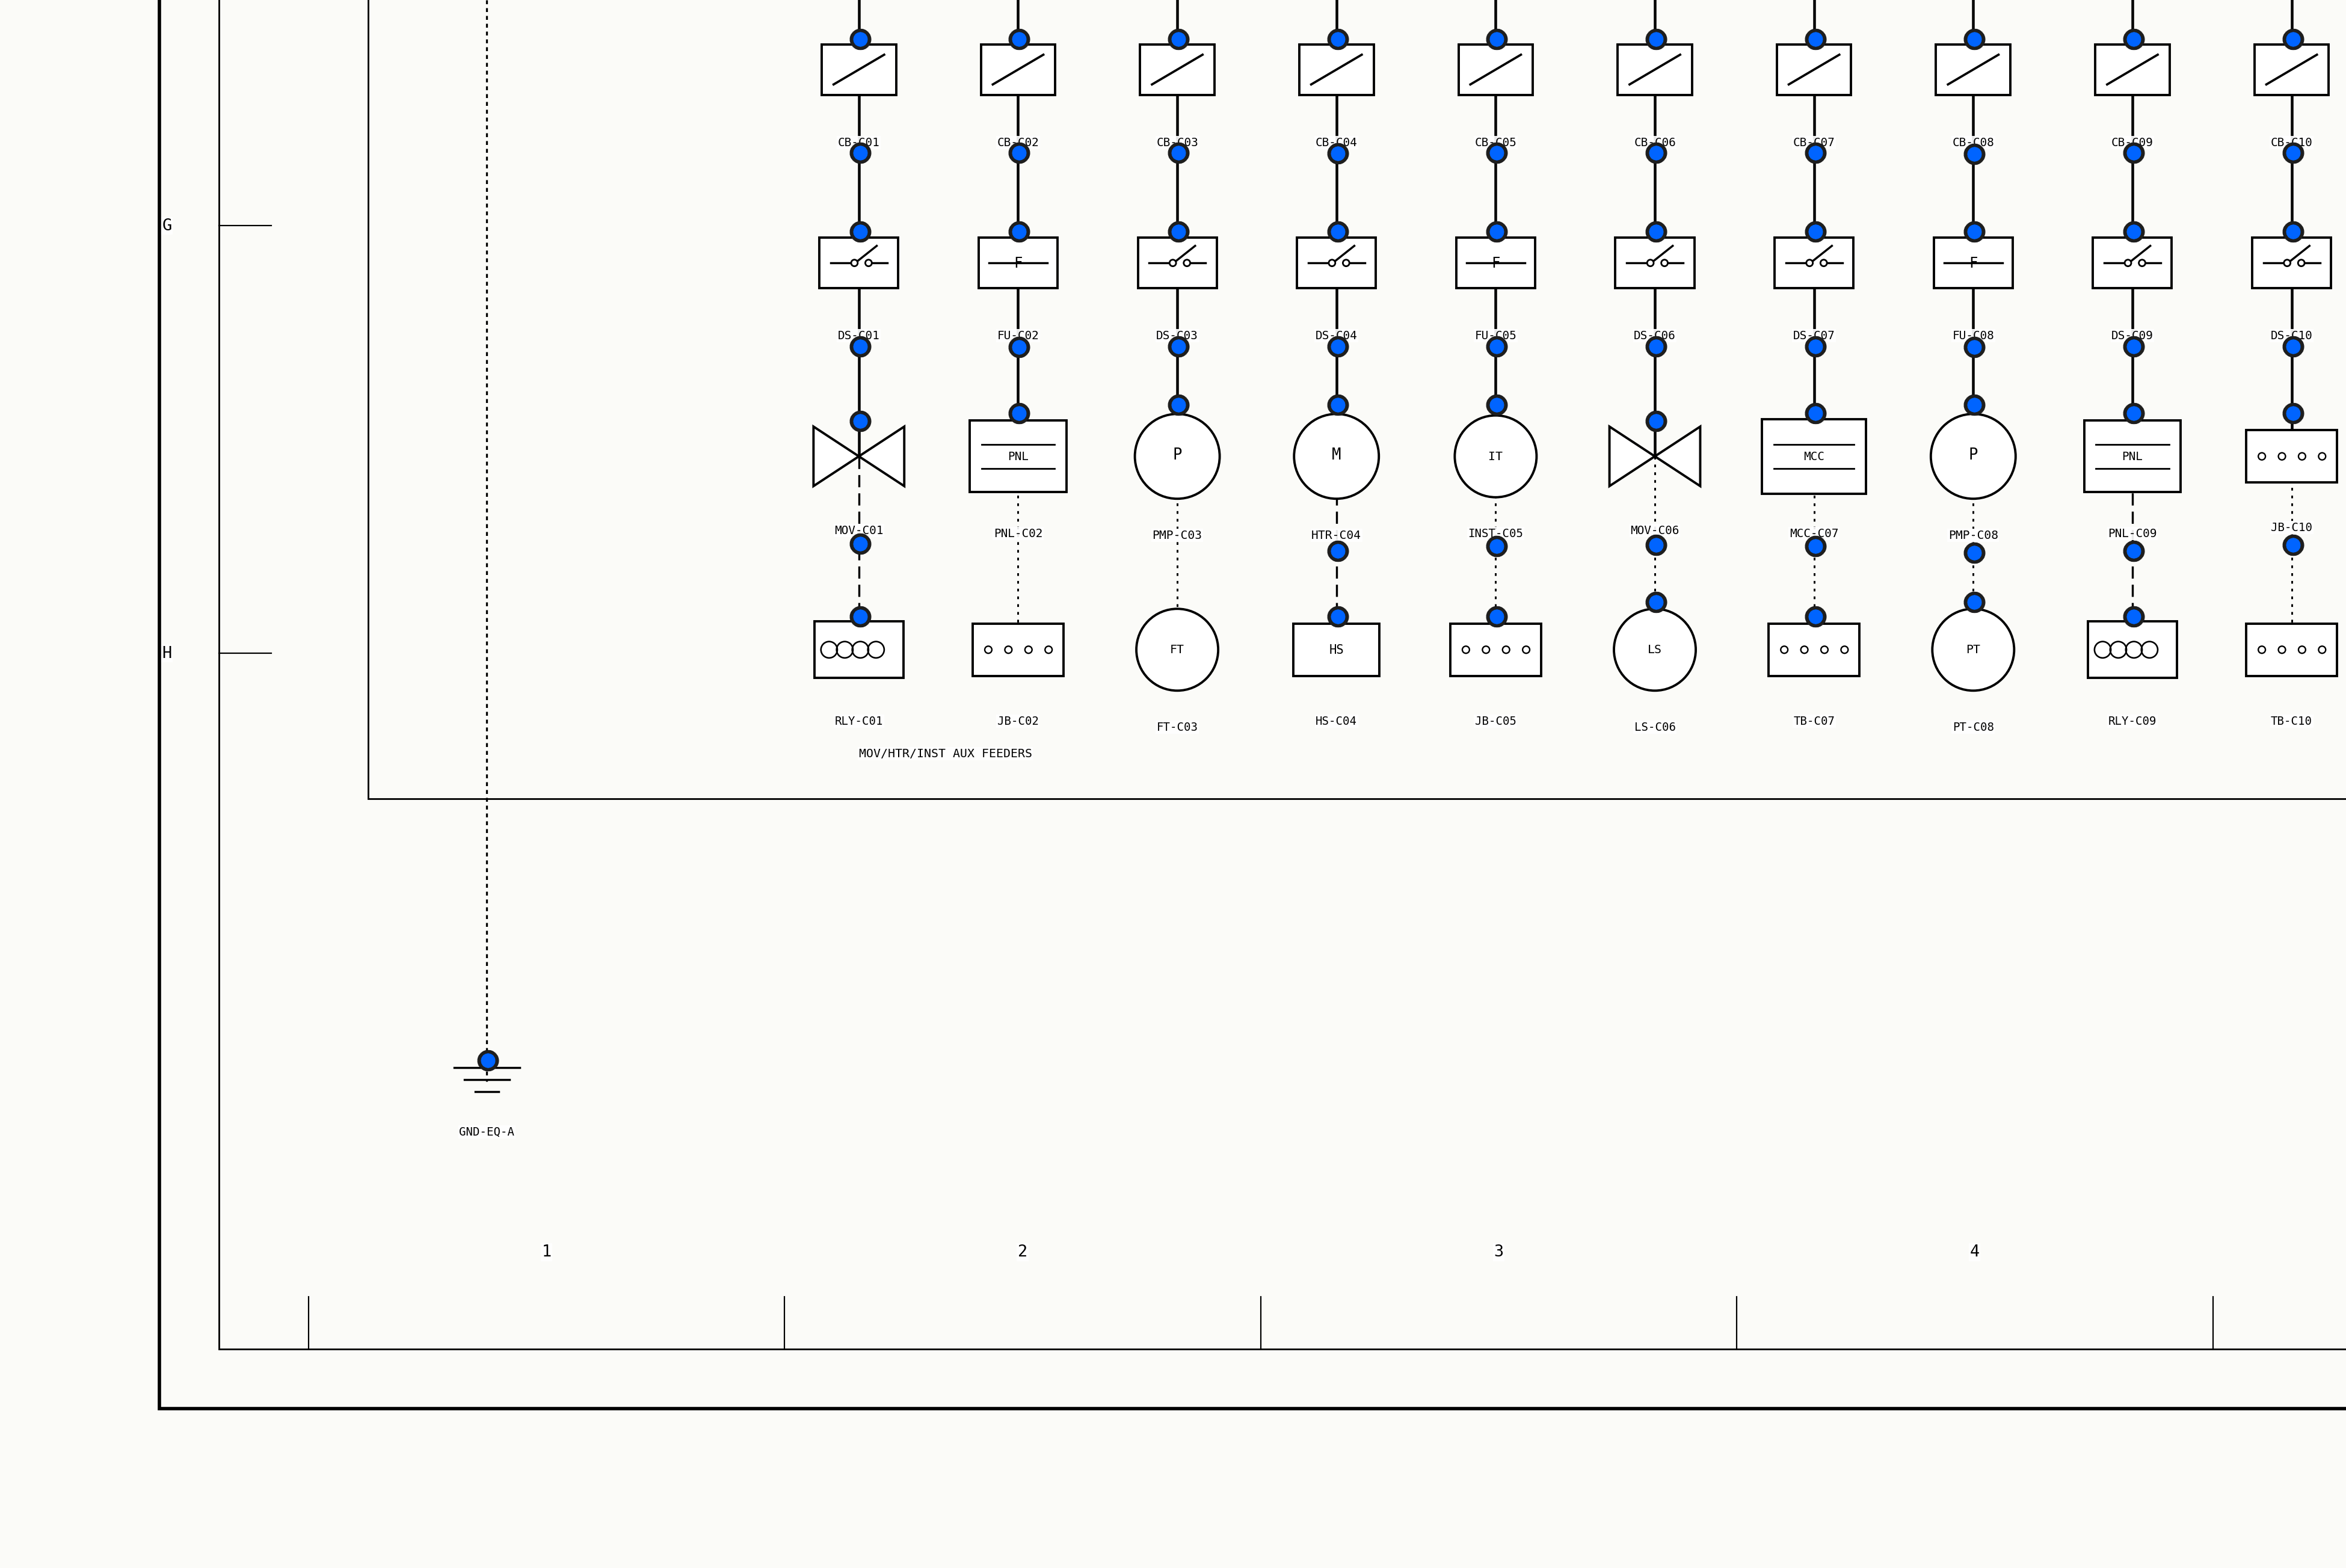 CB-C01 CB-C02 CB-C03 CB-C04 CB-C05 CB-C06 CB-C07 CB-C08 CB-C09 CB-C10
G
F F F
DS-C01 FU-C02 DS-C03 DS-C04 FU-C05 DS-C06 DS-C07 FU-C08 DS-C09 DS-C10
PNL P M IT MCC P PNL
MOV-C01 PNL-C02 PMP-C03 HTR-C04 INST-C05 MOV-C06 MCC-C07 PMP-C08 PNL-C09 JB-C10
H
FT HS LS PT
RLY-C01 JB-C02 FT-C03 HS-C04 JB-C05 LS-C06 TB-C07 PT-C08 RLY-C09 TB-C10
MOV/HTR/INST AUX FEEDERS
GND-EQ-A
1 2 3 4